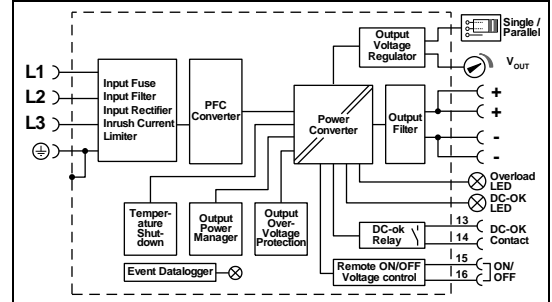 Single /
Parallel
Output
Voltage
Regulator
VOUT
L1
L2
L3
Input Fuse
Input Filter
Input Rectifier
Inrush Current
Limiter
PFC
Converter
Power
Converter
Output
Filter
+
+
-
-
Overload
LED
DC-OK
LED
Temper-
ature
Shut-
down
Output
Power
Manager
Output
Over-
Voltage
Protection
DC-ok
Relay
13
14
DC-OK
Contact
Event Datalogger
Remote ON/OFF
Voltage control
15
16
ON/
OFF